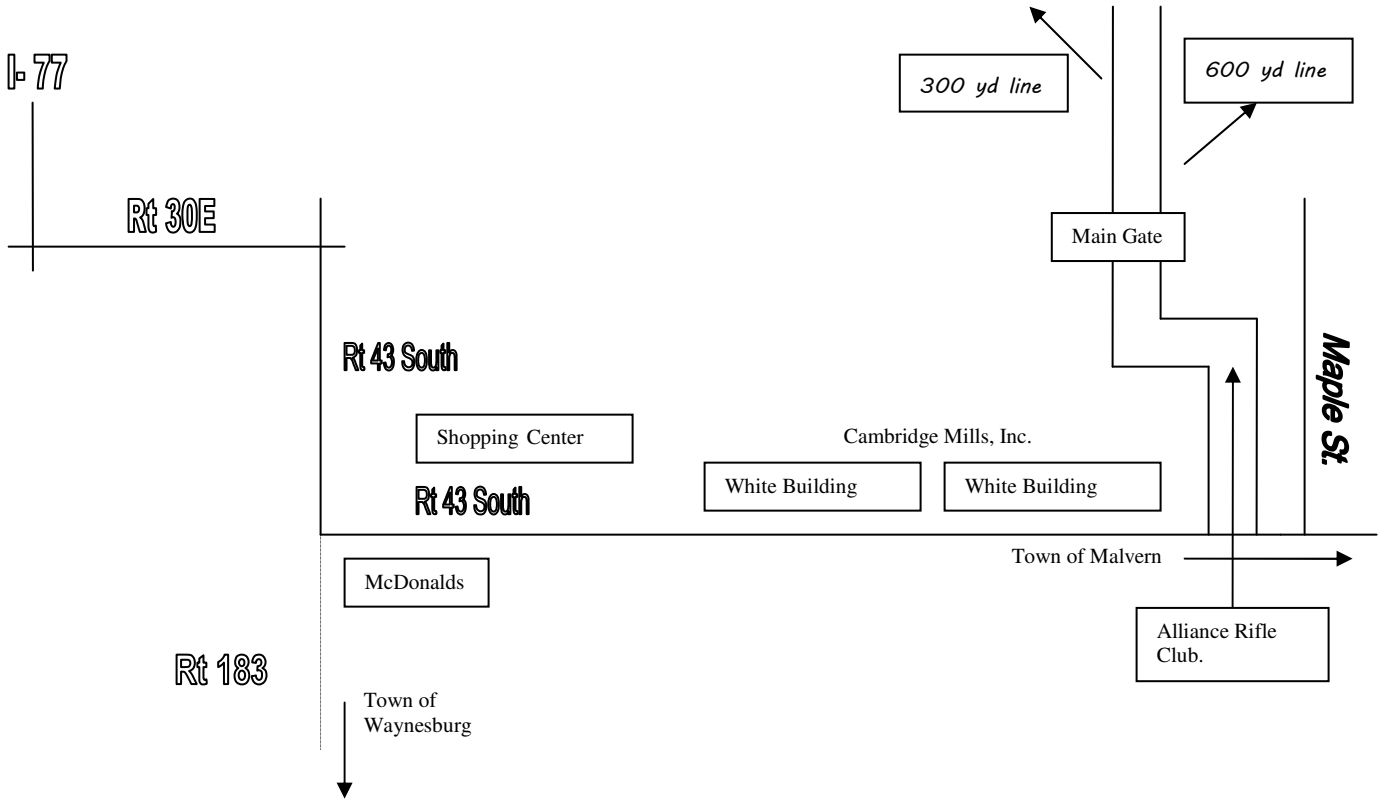 I- 77
300 yd line
600 yd line
Rt 30E
Main Gate
Rt 43 South
Maple St.
Shopping Center
Cambridge Mills, Inc.
White Building
White Building
Rt 43 South
Town of Malvern
McDonalds
Alliance Rifle
Club.
Rt 183
Town of
Waynesburg